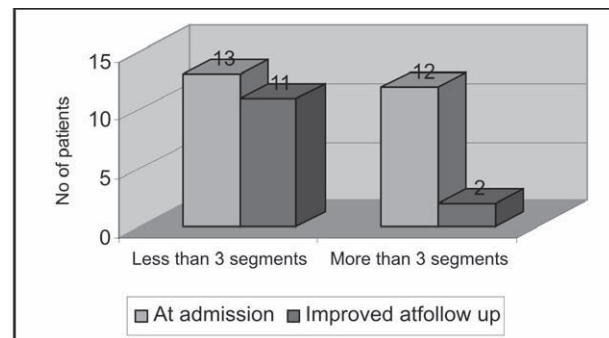 No of patients
15
10
5
0
13
11
12
2
Less than 3 segments
More than 3 segments
At admission
Improved atfollow up